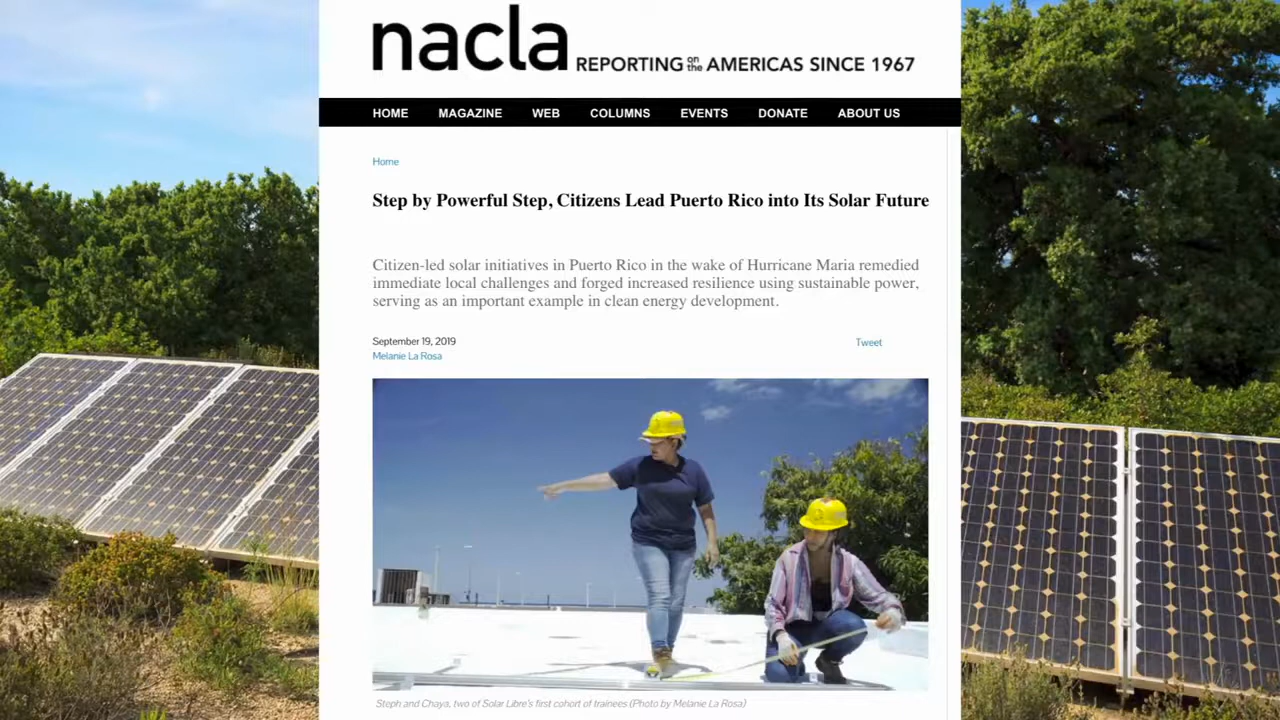 nacla REPORTING on the AMERICAS SINCE 1967
HOME MAGAZINE WEB COLUMNS EVENTS DONATE ABOUT US
Home
Step by Powerful Step, Citizens Lead Puerto Rico into Its Solar Future
Citizen-led solar initiatives in Puerto Rico in the wake of Hurricane Maria remedied
immediate local challenges and forged increased resilience using sustainable power,
serving as an important example in clean energy development.
September 19, 2019
Tweet
Melanie La Rosa
Steph and Chaya, two of Solar Libre's first cohort of trainees (Photo by Melanie La Rosa)